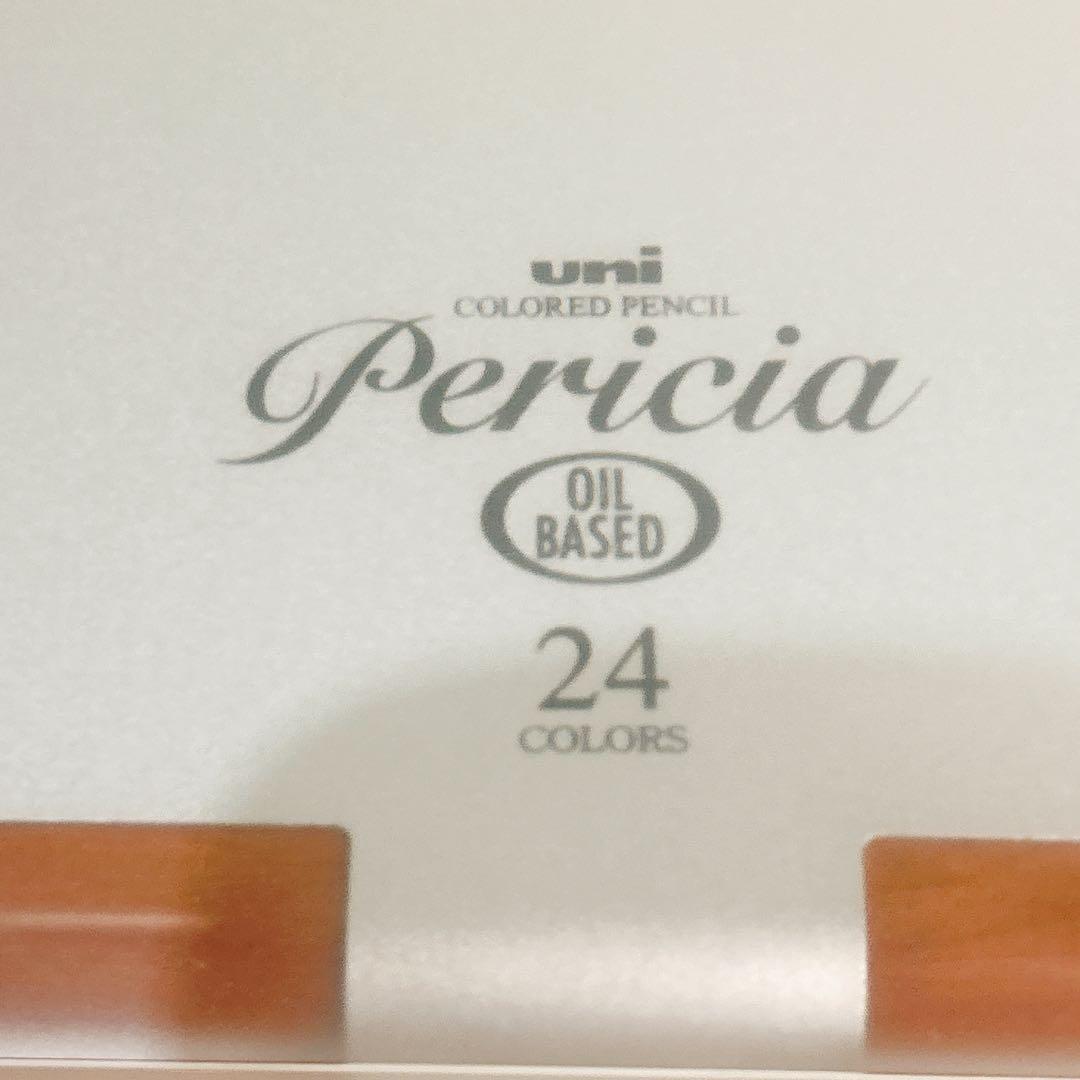 uni
COLORED PENCIL
Pericia
OIL
BASED
24
COLORS